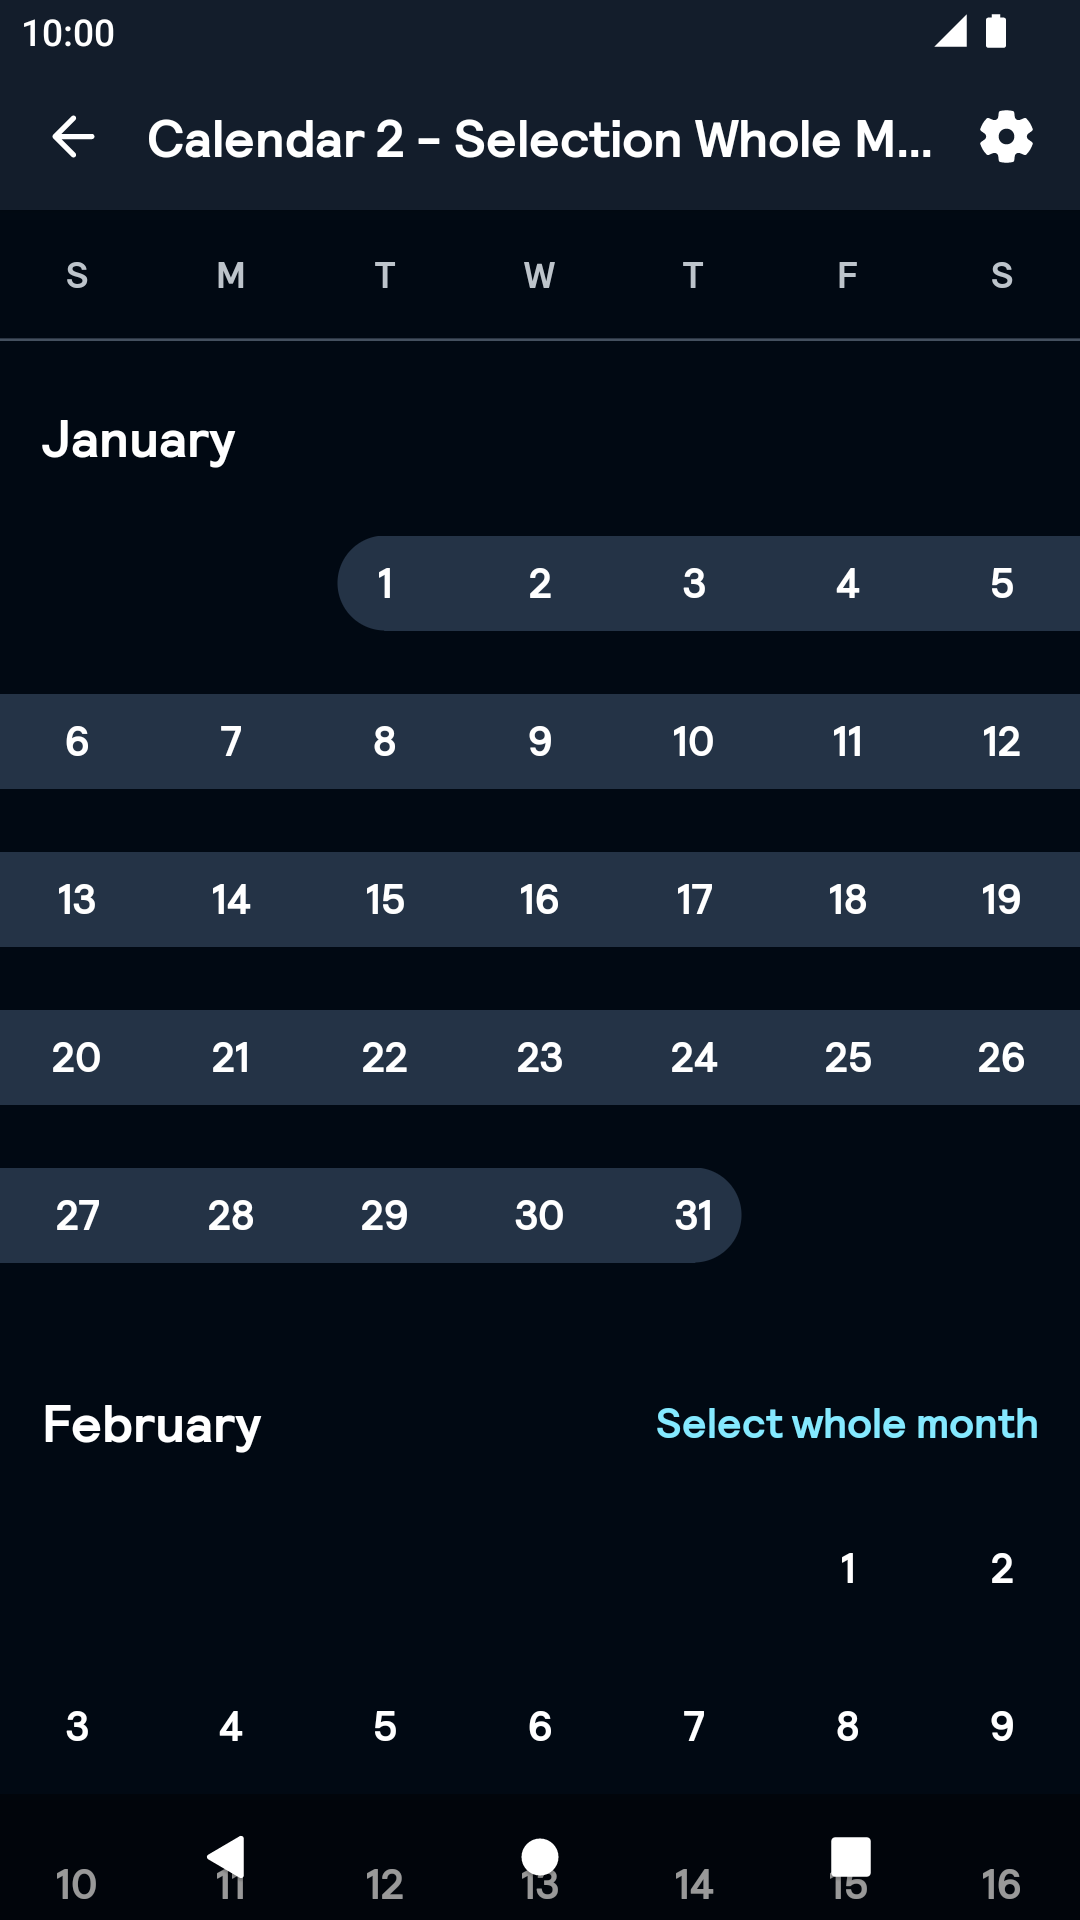 10:00
Calendar 2 – Selection Whole M...
S M T W T F S
January
1 2 3 4 5
6 7 8 9 10 11 12
13 14 15 16 17 18 19
20 21 22 23 24 25 26
27 28 29 30 31
February Select whole month
1 2
3 4 5 6 7 8 9
10 11 12 13 14 15 16